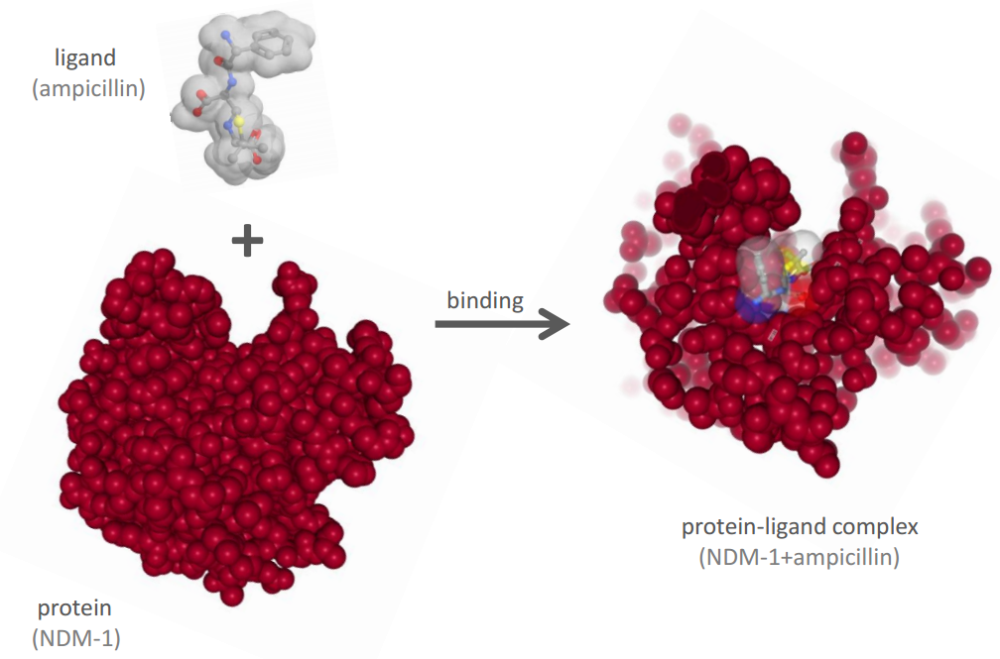 ligand
(ampicillin)
+
binding
protein-ligand complex
(NDM-1+ampicillin)
protein
(NDM-1)